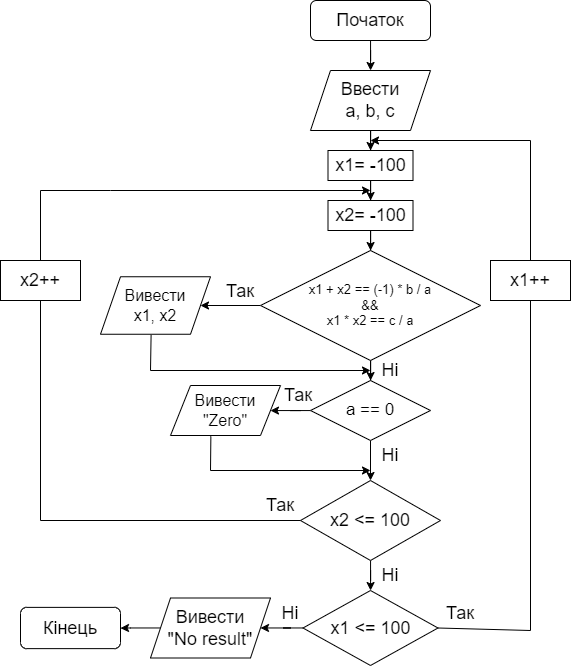 Початок
Ввести
a, b, c
x1= -100
x2= -100
x2++
x1++
x1 + x2 == (-1) * b / a
&&
x1 * x2 == c / a
Так
Вивести
x1, x2
Ні
a == 0
Так
Вивести
"Zero"
Ні
x2 <= 100
Так
Ні
x1 <= 100
Так
Ні
Вивести
"No result"
Кінець